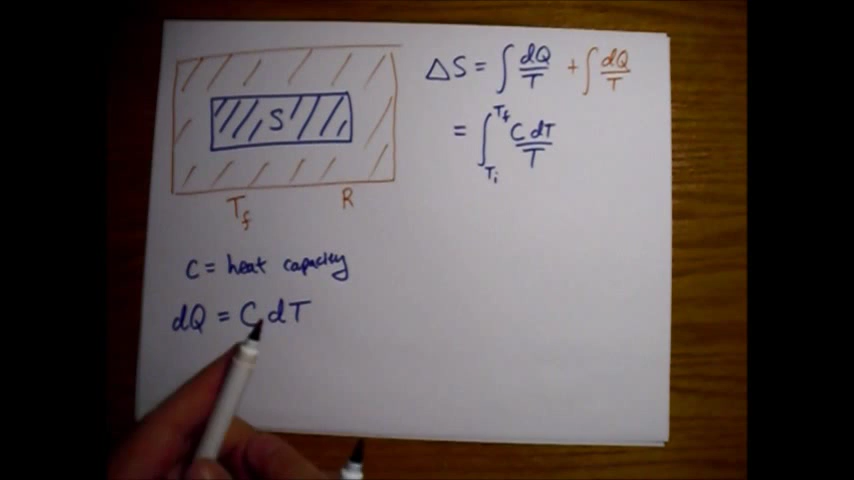 S
T_f R
ΔS = ∫ dQ/T + ∫ dQ/T
= ∫_{T_i}^{T_f} C dT/T
C = heat capacity
dQ = C dT